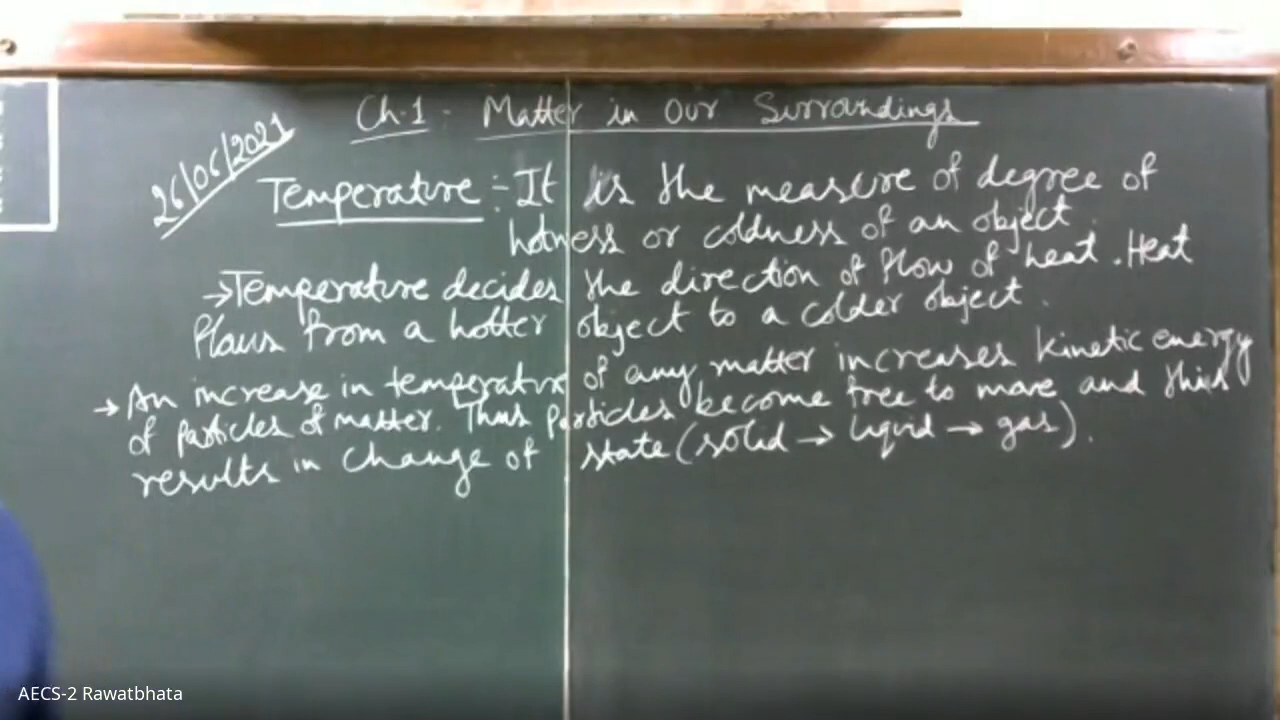 Ch.1 - Matter in Our Surroundings
26/06/2021
Temperature :- It is the measure of degree of
hotness or coldness of an object.
→ Temperature decides the direction of flow of heat. Heat
flows from a hotter object to a colder object.
→ An increase in temperature of any matter increases kinetic energy
of particles of matter. Thus particles become free to move and this
results in change of state (solid → liquid → gas).
AECS-2 Rawatbhata